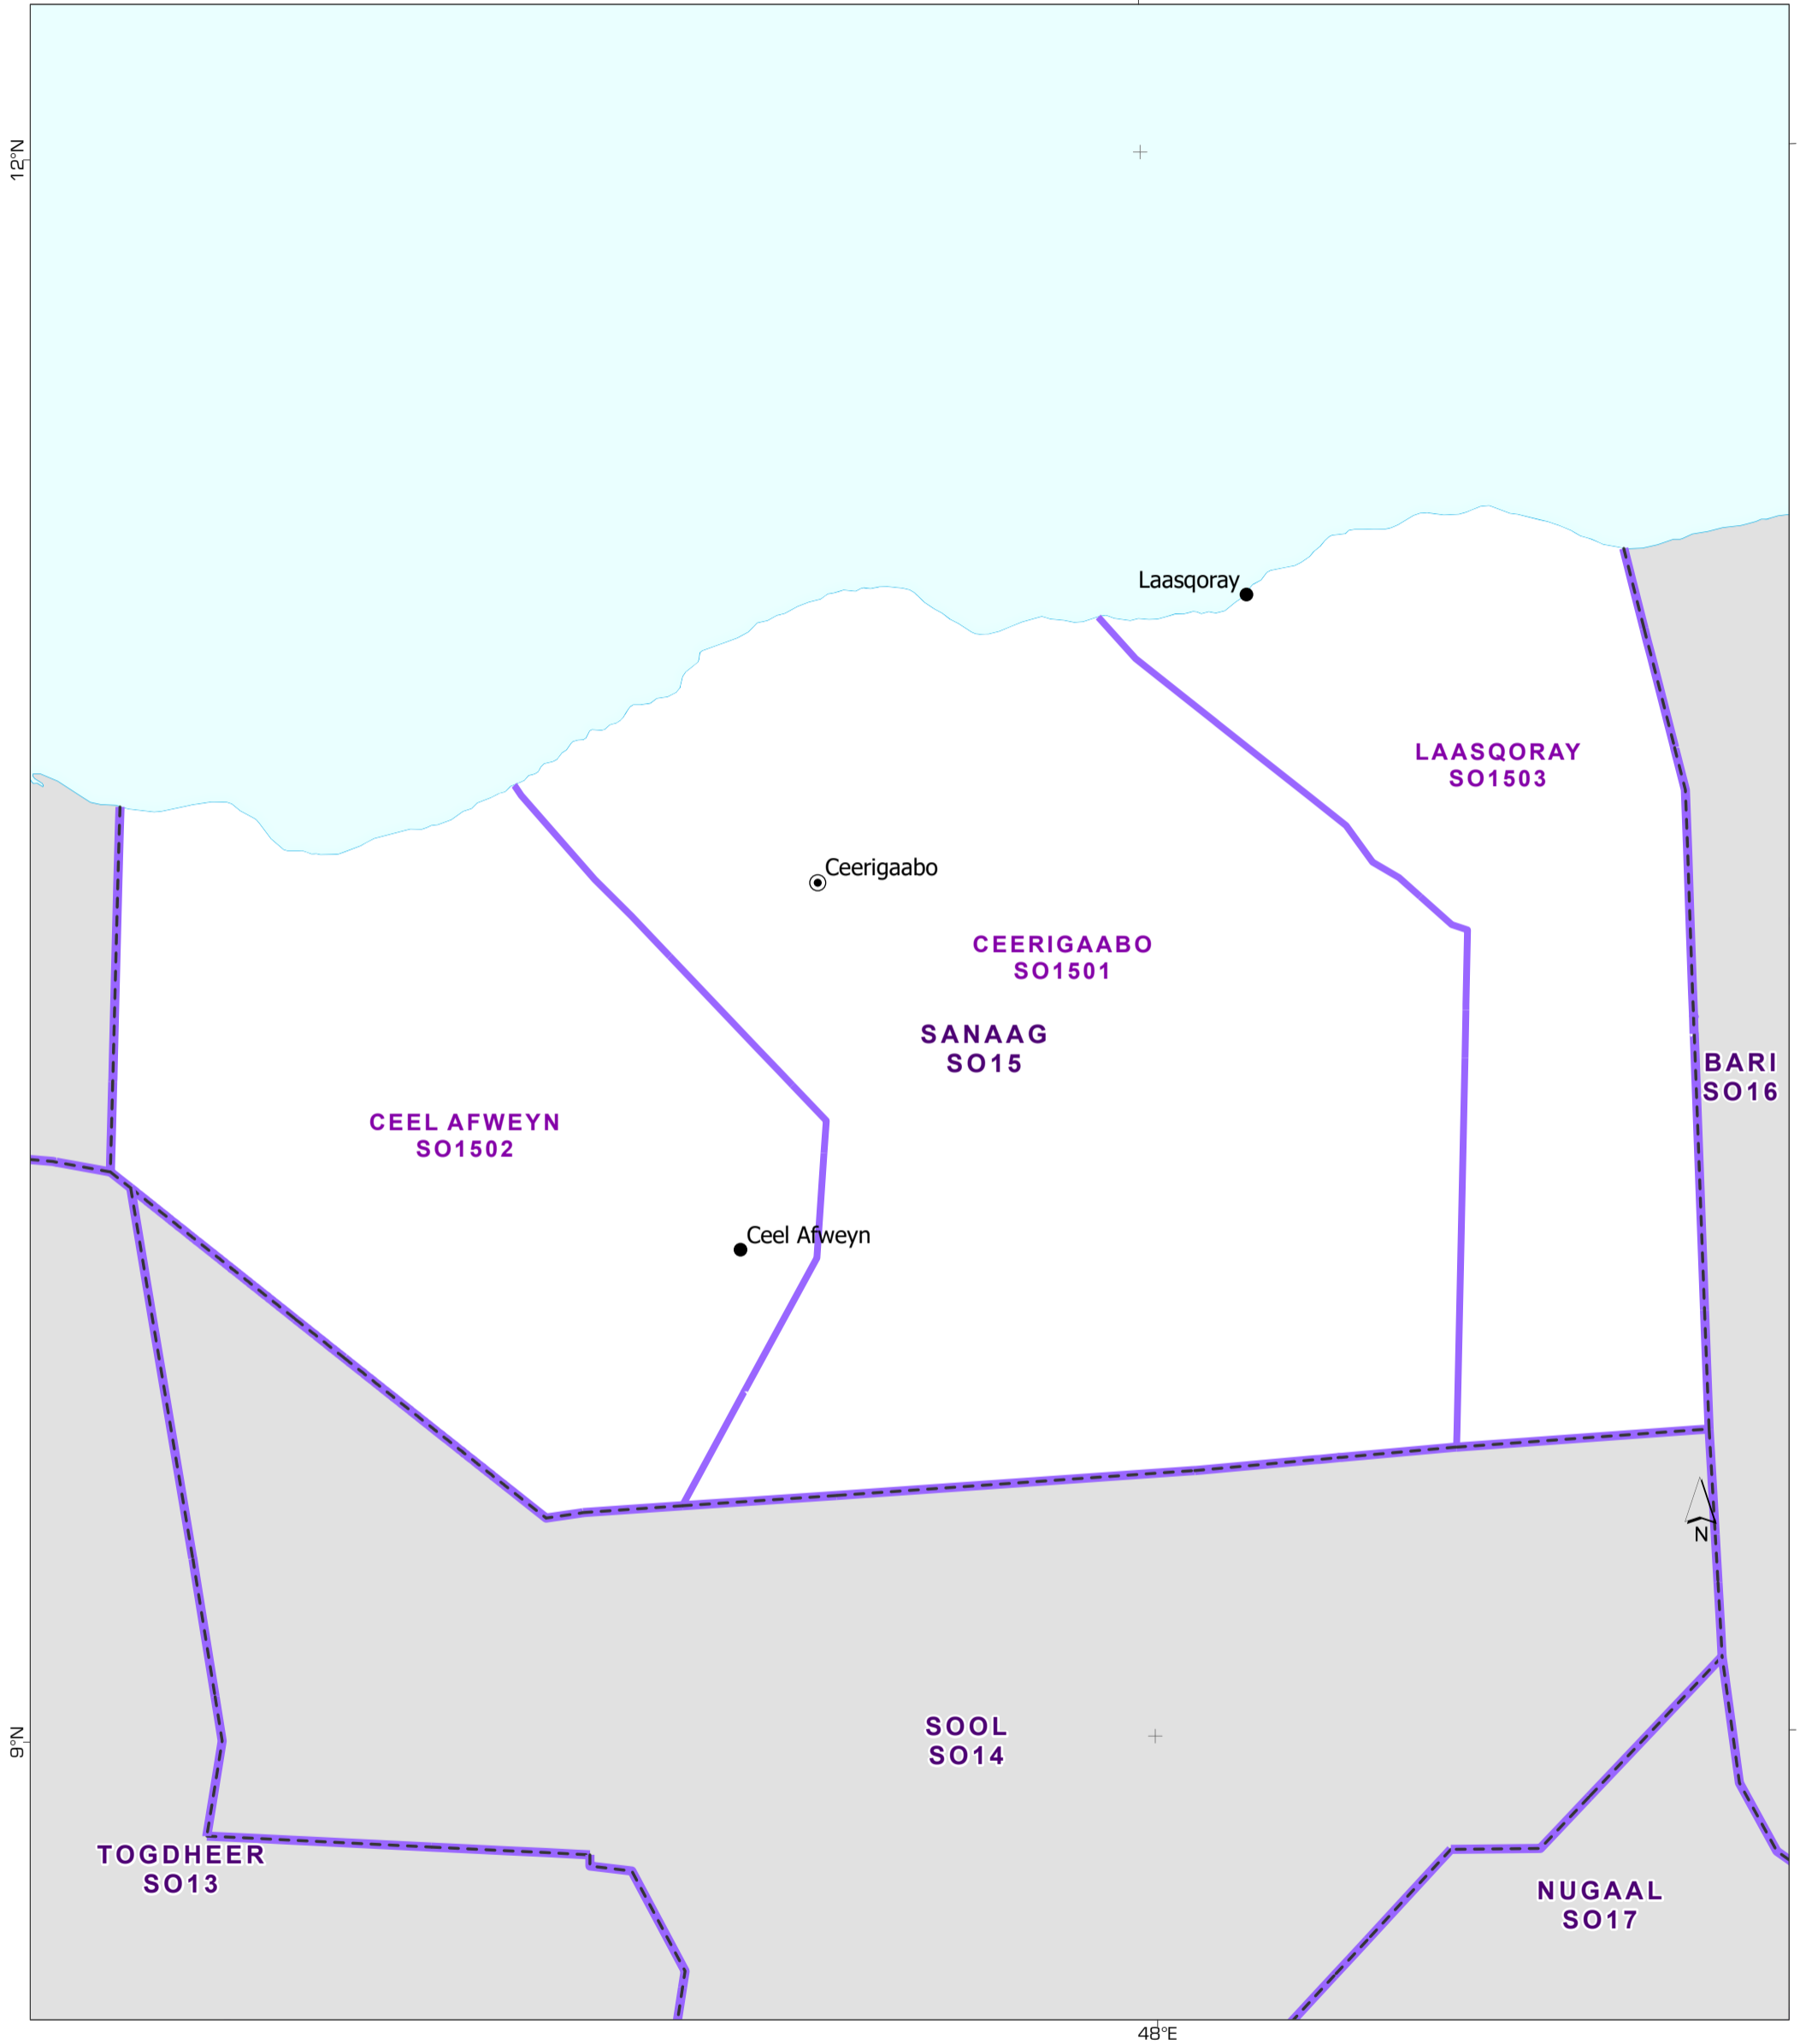 12°N
Laasqoray
LAASQORAY
SO1503
Ceerigaabo
CEERIGAABO
SO1501
SANAAG
SO15
BARI
SO16
CEEL AFWEYN
SO1502
Ceel Afweyn
N
SOOL
SO14
9°N
TOGDHEER
SO13
NUGAAL
SO17
48°E